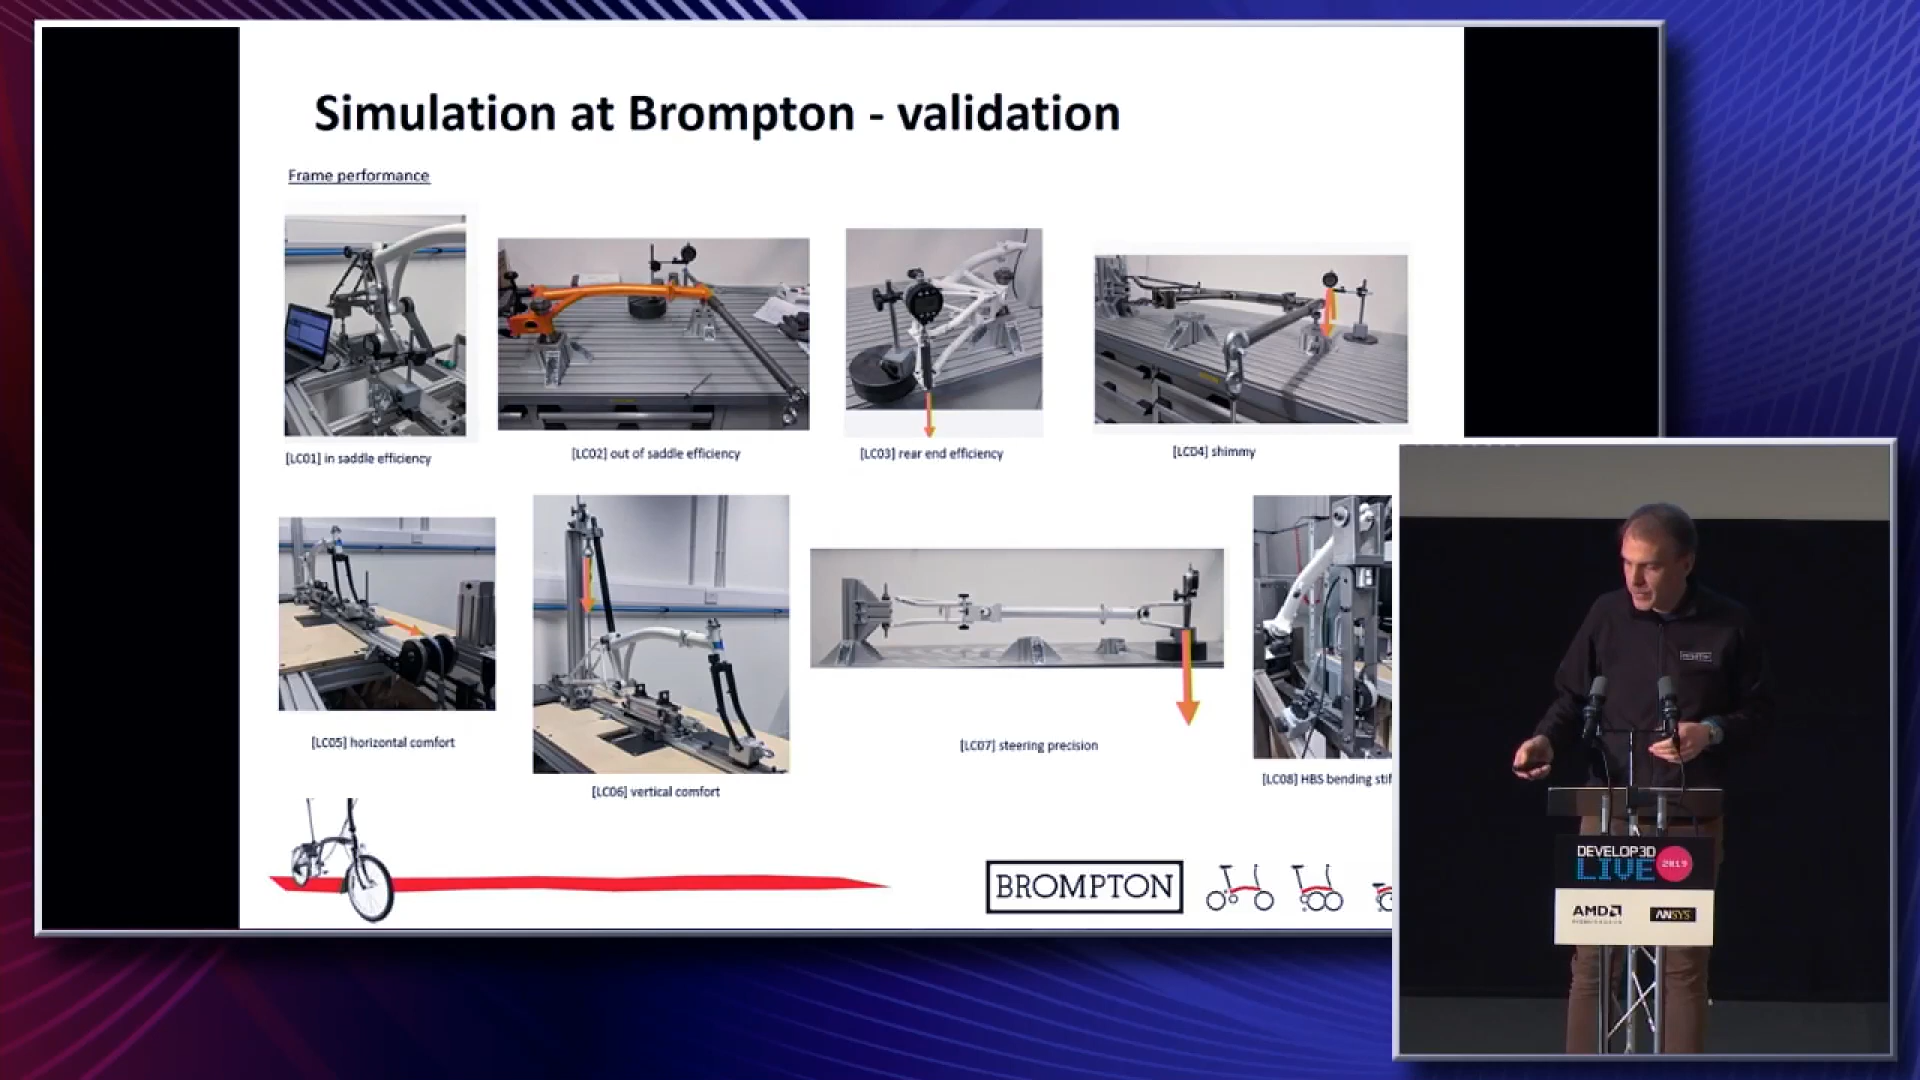 Simulation at Brompton - validation
Frame performance
[LC01] in saddle efficiency
[LC02] out of saddle efficiency
[LC03] rear end efficiency
[LC04] shimmy
[LC05] horizontal comfort
[LC06] vertical comfort
[LC07] steering precision
[LC08] HBS bending stif
BROMPTON
DEVELOP3D
LIVE 2019
AMD
ANSYS